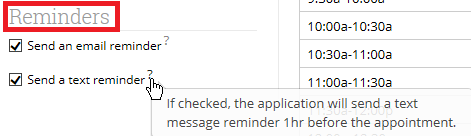 Reminders
Send an email reminder ?
Send a text reminder ?
If checked, the application will send a text
message reminder 1hr before the appointment.
10:00a-10:30a
10:30a-11:00a
11:00a-11:30a